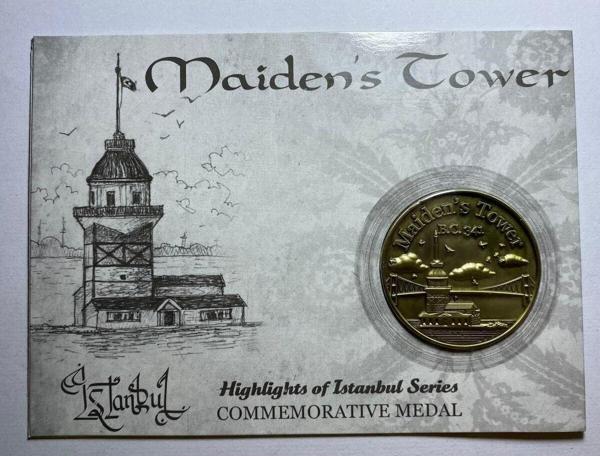 Maiden's Tower
Maiden's Tower
B.C. 341
Istanbul
Highlights of Istanbul Series
COMMEMORATIVE MEDAL